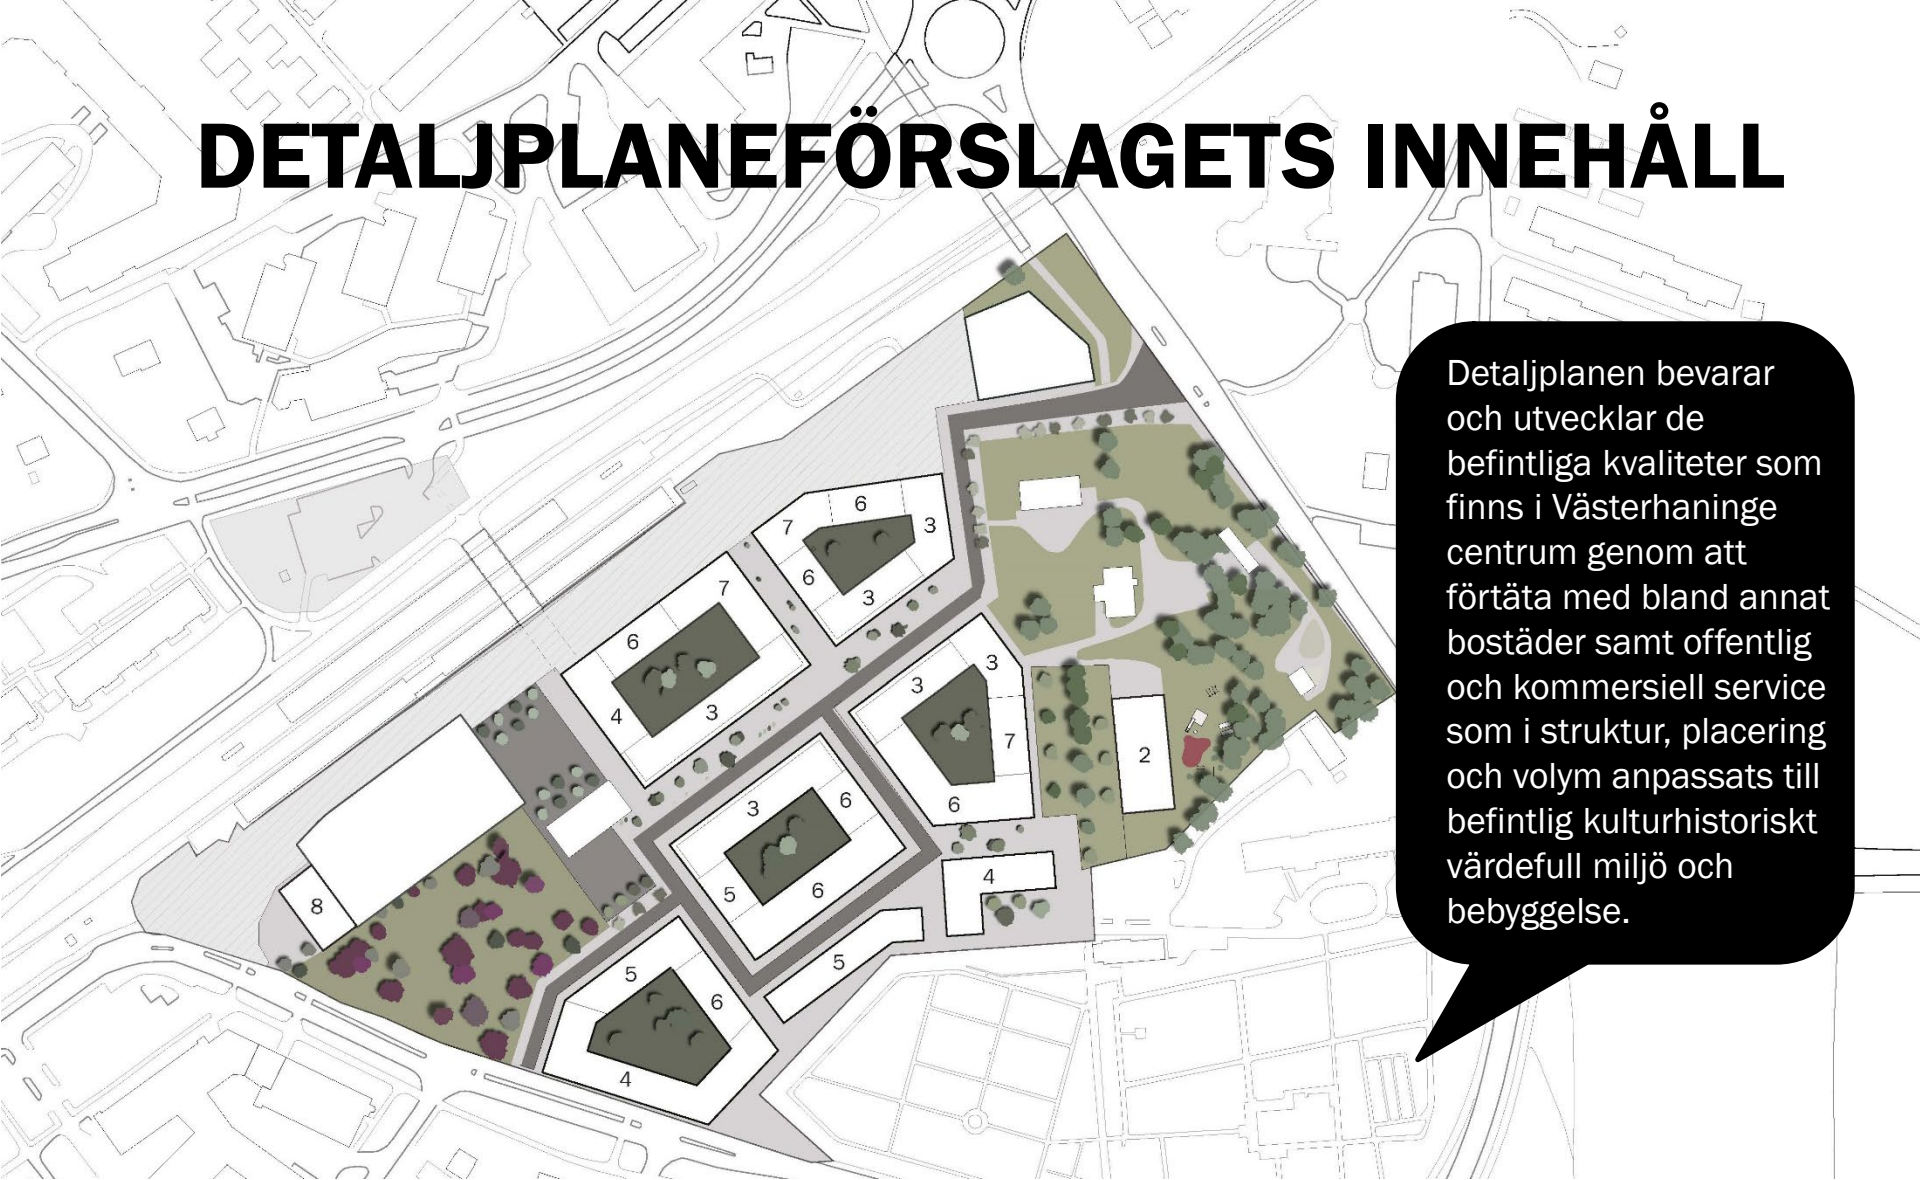 DETALJPLANEFÖRSLAGETS INNEHÅLL
Detaljplanen bevarar
och utvecklar de
befintliga kvaliteter som
finns i Västerhaninge
centrum genom att
förtäta med bland annat
bostäder samt offentlig
och kommersiell service
som i struktur, placering
och volym anpassats till
befintlig kulturhistoriskt
värdefull miljö och
bebyggelse.
6
7
3
6
3
7
6
4
3
3
3
7
6
2
3
6
5
6
4
8
5
5
6
4